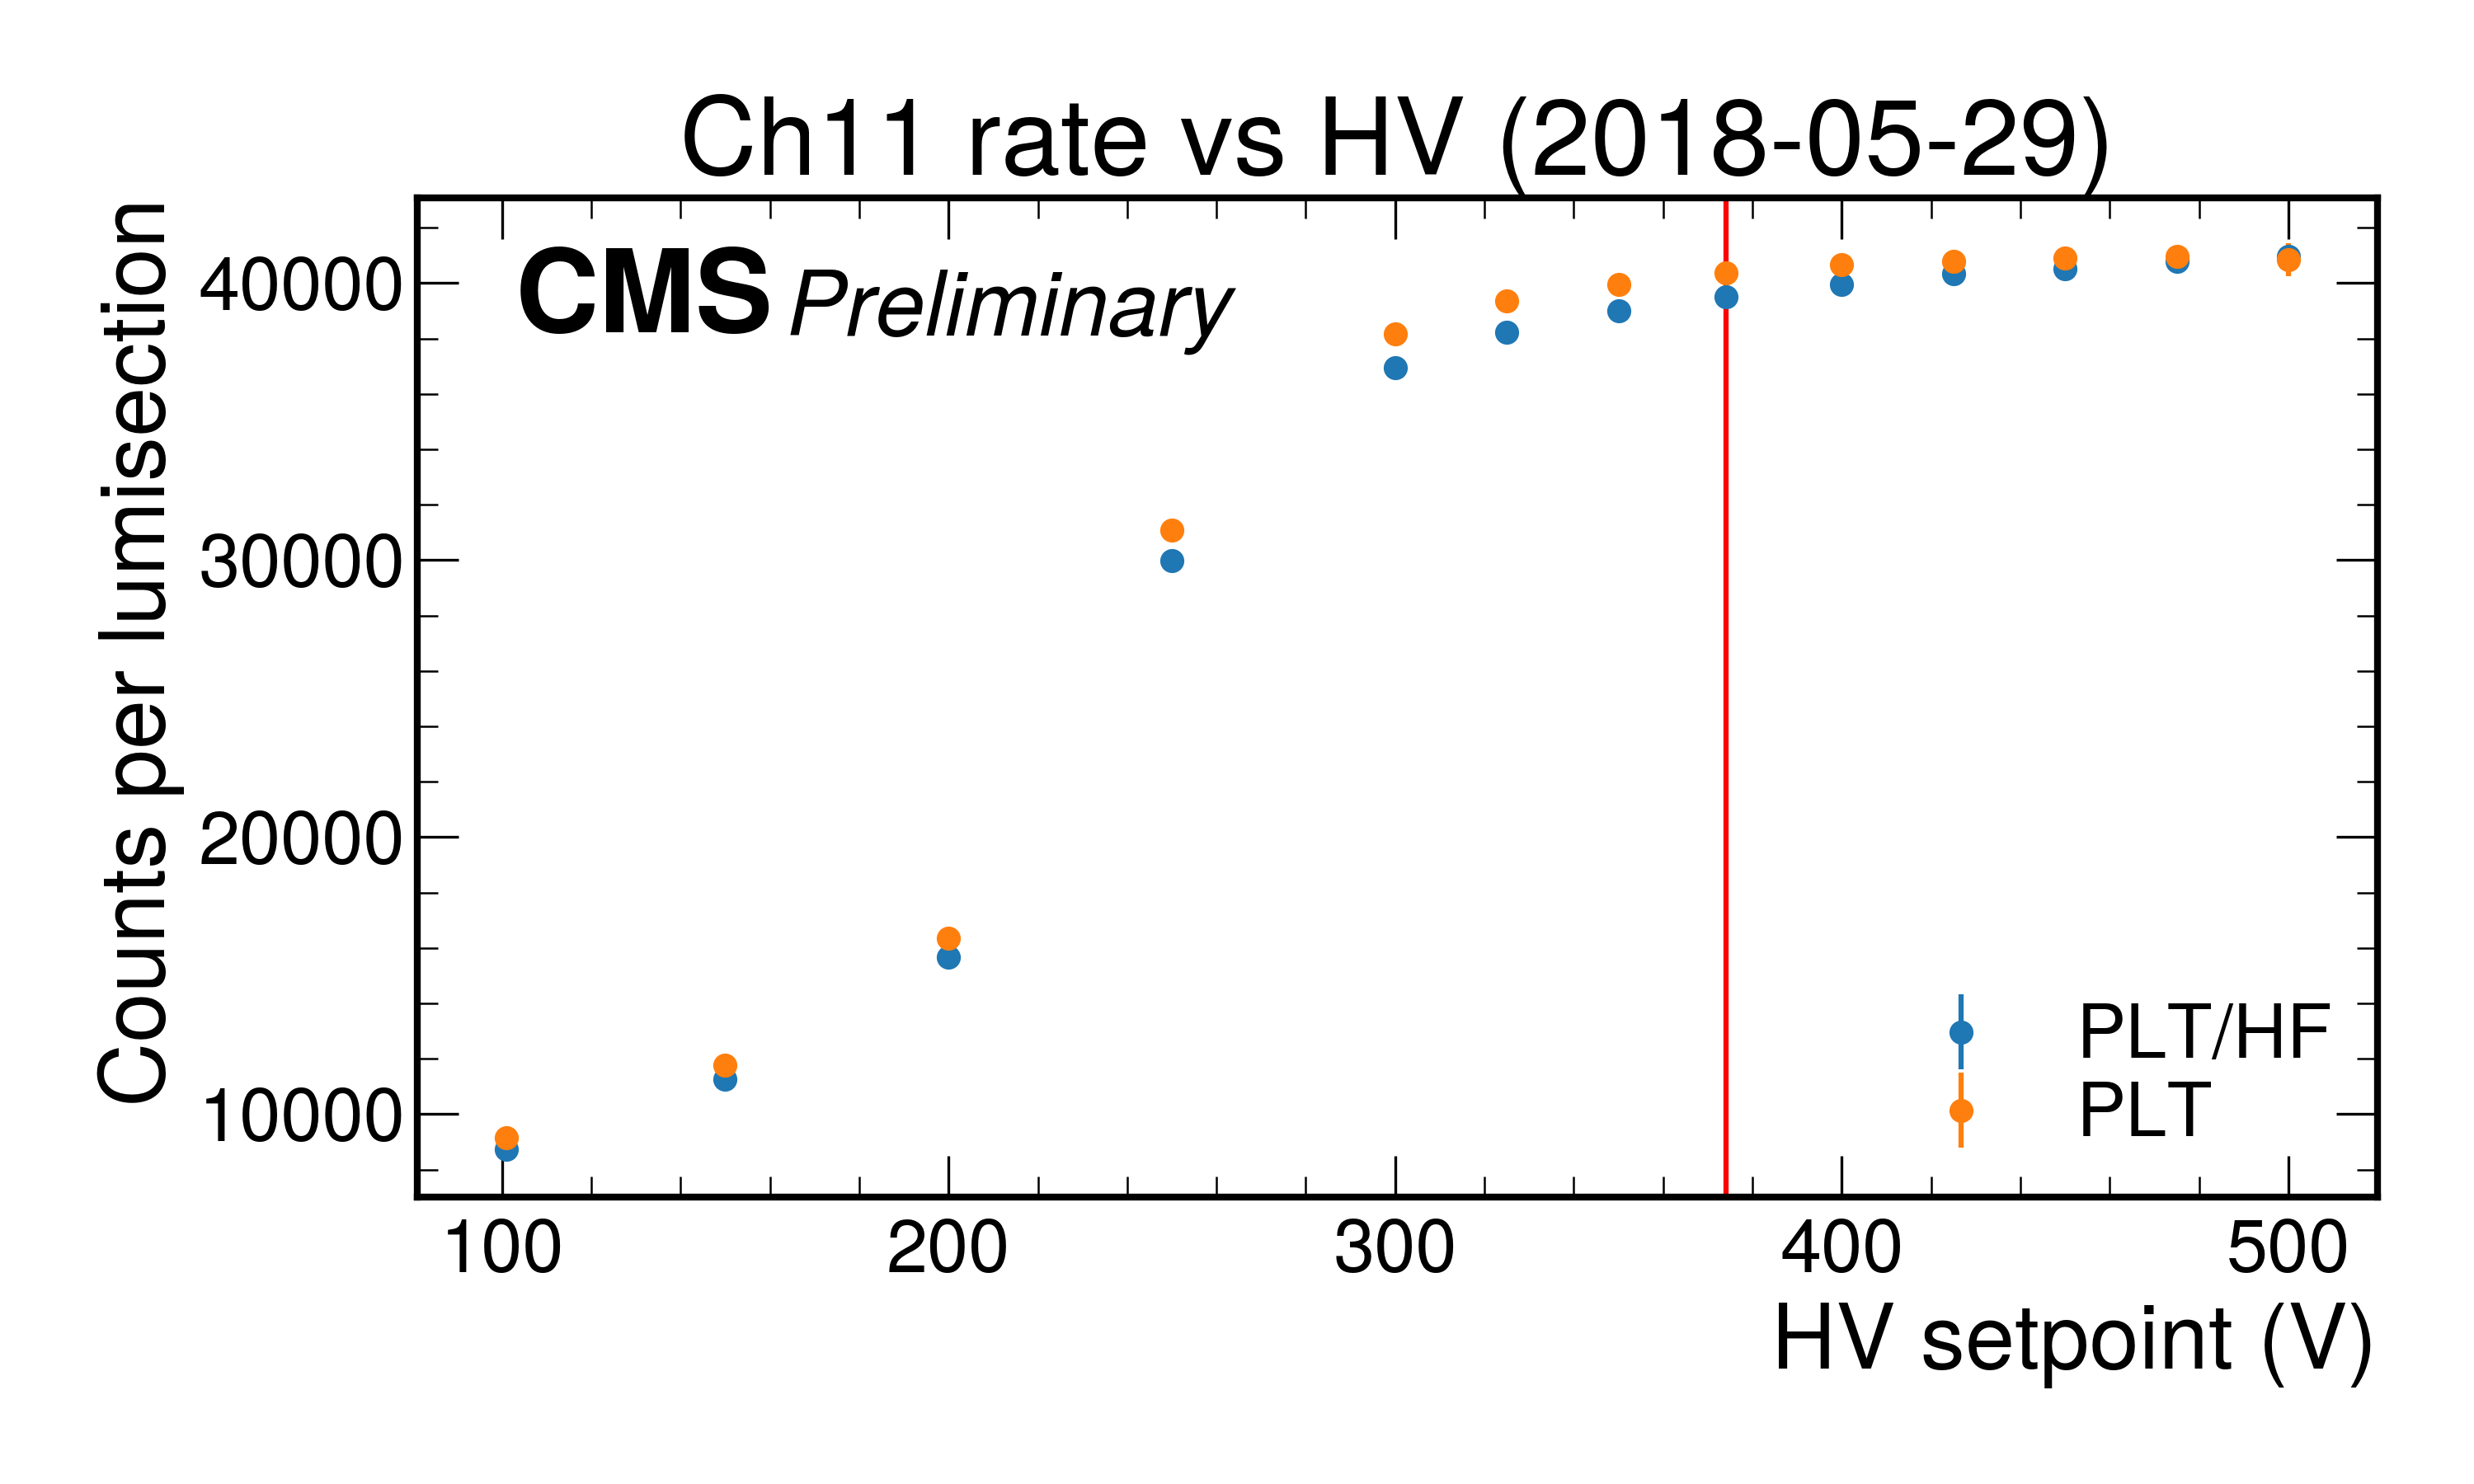 Ch11 rate vs HV (2018-05-29)
CMS Preliminary
Counts per lumisection
40000
30000
20000
10000
PLT/HF
PLT
100 200 300 400 500
HV setpoint (V)